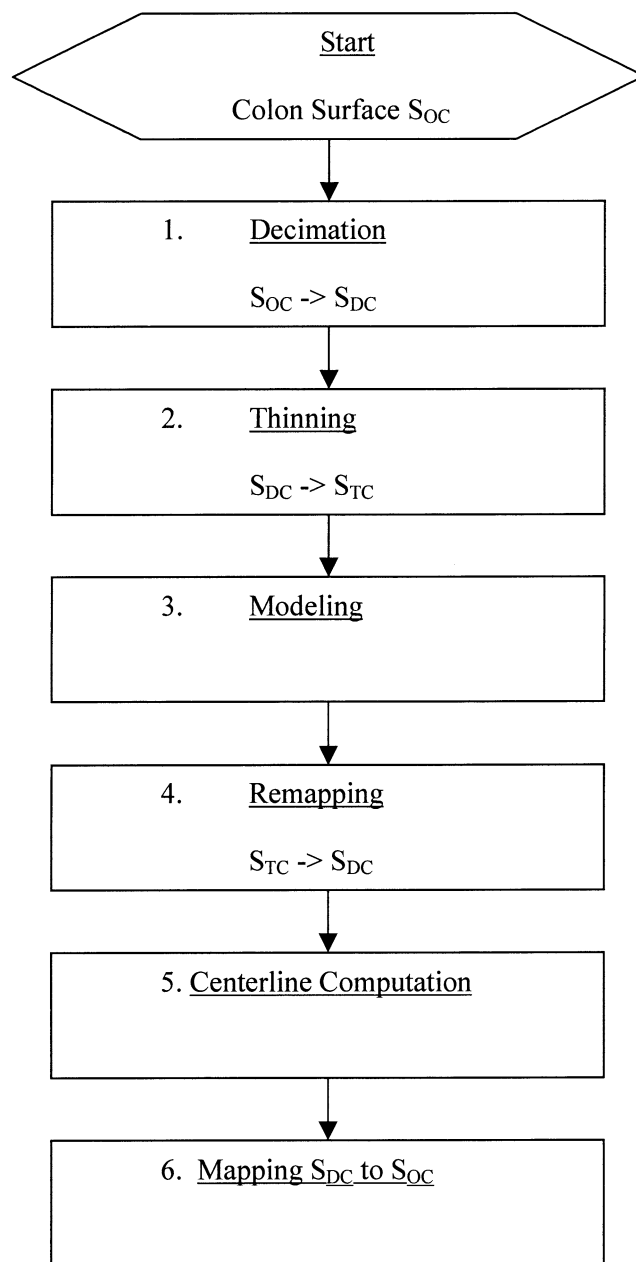 Start
Colon Surface S_OC
1. Decimation
S_OC -> S_DC
2. Thinning
S_DC -> S_TC
3. Modeling
4. Remapping
S_TC -> S_DC
5. Centerline Computation
6. Mapping S_DC to S_OC